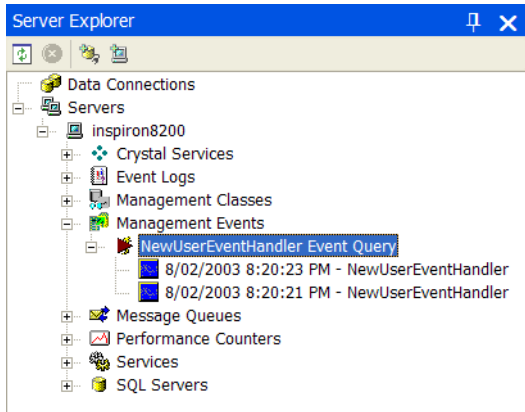 Server Explorer
Data Connections
Servers
inspiron8200
Crystal Services
Event Logs
Management Classes
Management Events
NewUserEventHandler Event Query
8/02/2003 8:20:23 PM - NewUserEventHandler
8/02/2003 8:20:21 PM - NewUserEventHandler
Message Queues
Performance Counters
Services
SQL Servers